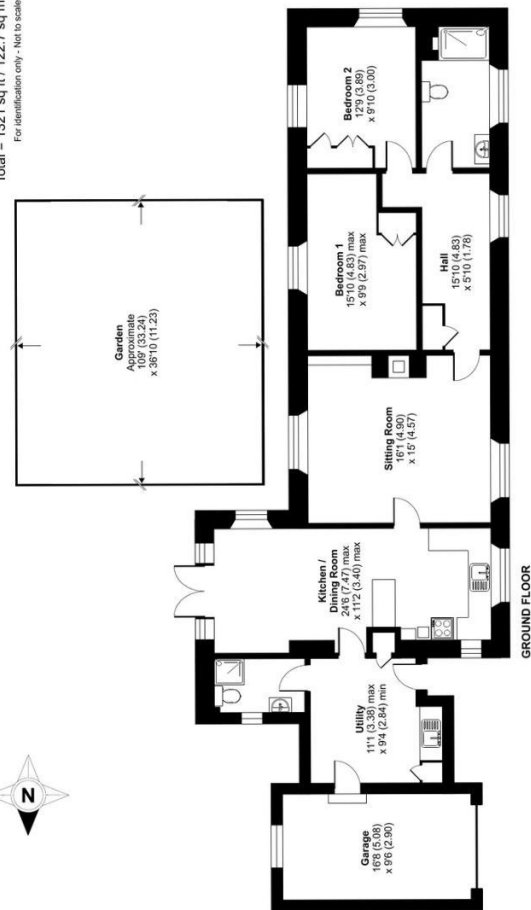 Total = 1321 sq ft / 122.7 sq m
For identification only - Not to scale
Garden
Approximate
109' (33.24)
x 36'10 (11.23)
N
Bedroom 2
12'9 (3.89)
x 9'10 (3.00)
Bedroom 1
15'10 (4.83) max
x 9'9 (2.97) max
Hall
15'10 (4.83)
x 5'10 (1.78)
Sitting Room
16'1 (4.90)
x 15' (4.57)
Kitchen /
Dining Room
24'6 (7.47) max
x 11'2 (3.40) max
Utility
11'1 (3.38) max
x 9'4 (2.84) min
Garage
16'8 (5.08)
x 9'6 (2.90)
GROUND FLOOR